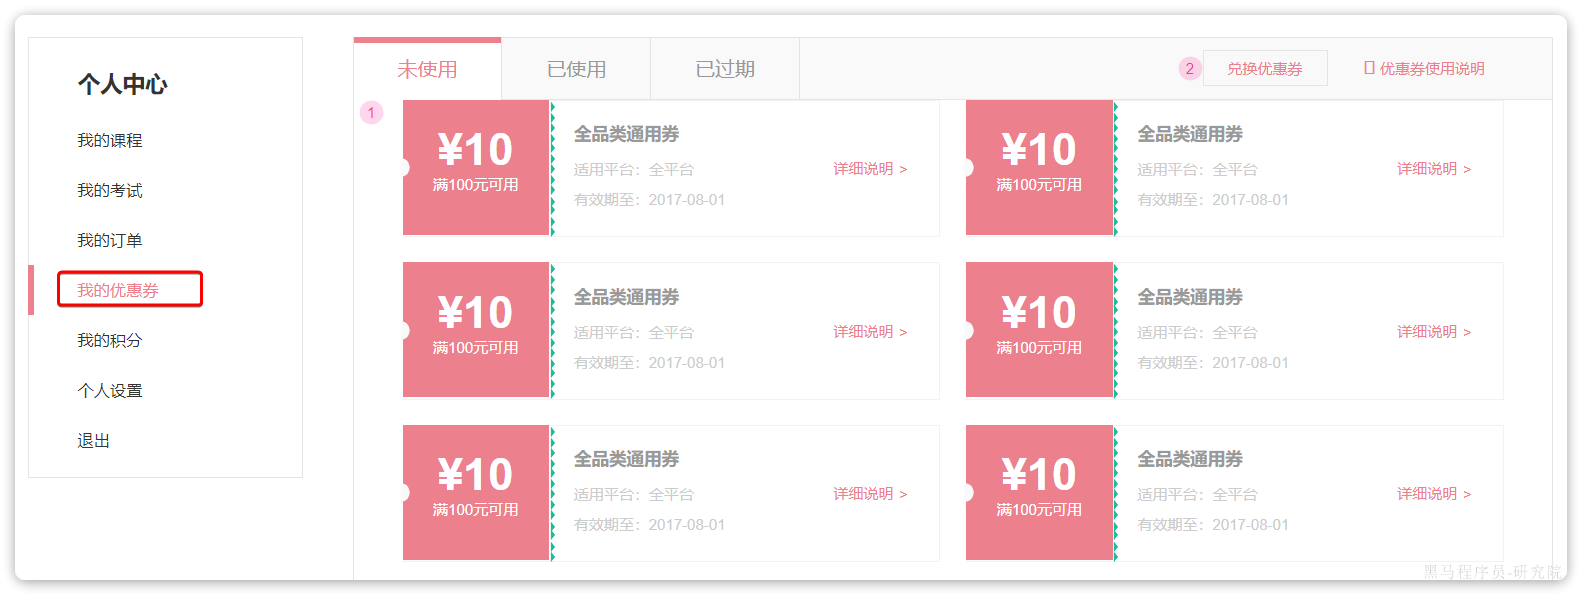 个人中心
我的课程
我的考试
我的订单
我的优惠券
我的积分
个人设置
退出
未使用 已使用 已过期 2 兑换优惠券 优惠券使用说明
1
¥10
满100元可用
全品类通用券
适用平台：全平台
有效期至：2017-08-01
详细说明 >
¥10
满100元可用
全品类通用券
适用平台：全平台
有效期至：2017-08-01
详细说明 >
¥10
满100元可用
全品类通用券
适用平台：全平台
有效期至：2017-08-01
详细说明 >
¥10
满100元可用
全品类通用券
适用平台：全平台
有效期至：2017-08-01
详细说明 >
¥10
满100元可用
全品类通用券
适用平台：全平台
有效期至：2017-08-01
详细说明 >
¥10
满100元可用
全品类通用券
适用平台：全平台
有效期至：2017-08-01
详细说明 >
黑马程序员-研究院